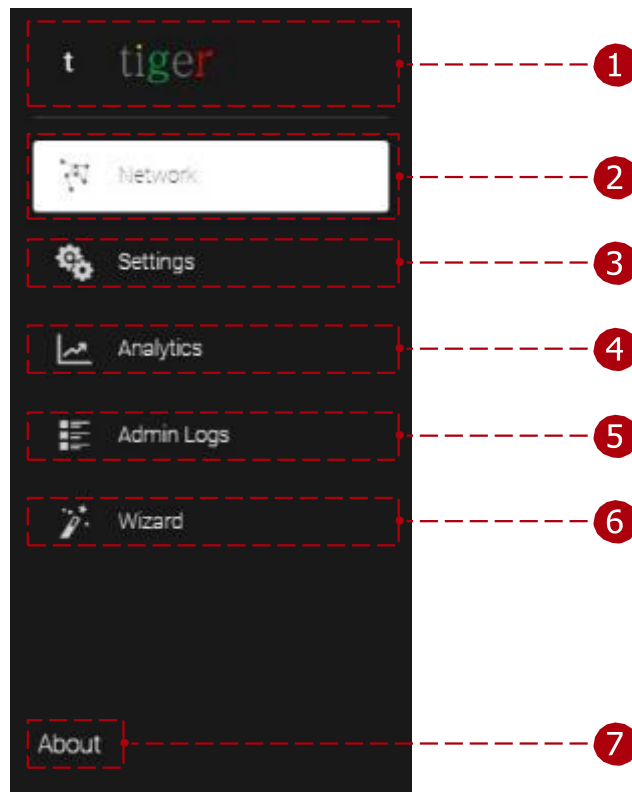 t tiger 1
Network 2
Settings 3
Analytics 4
Admin Logs 5
Wizard 6
About 7